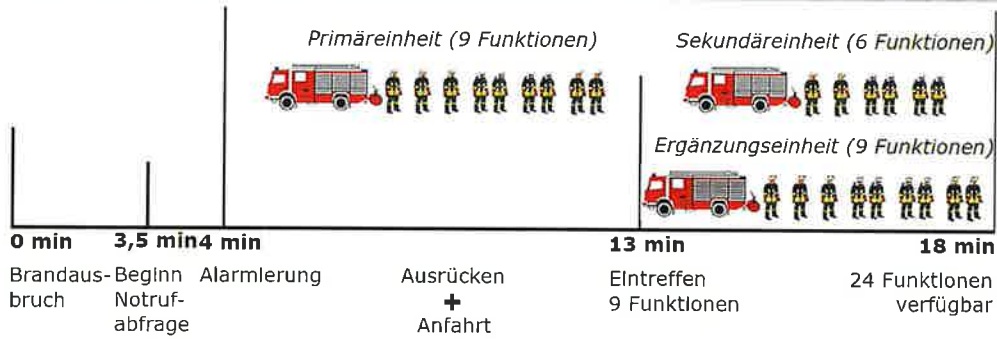 Primäreinheit (9 Funktionen)
Sekundäreinheit (6 Funktionen)
Ergänzungseinheit (9 Funktionen)
0 min
3,5 min
4 min
13 min
18 min
Brandaus-
bruch
Beginn
Notruf-
abfrage
Alarmierung
Ausrücken
+
Anfahrt
Eintreffen
9 Funktionen
24 Funktionen
verfügbar